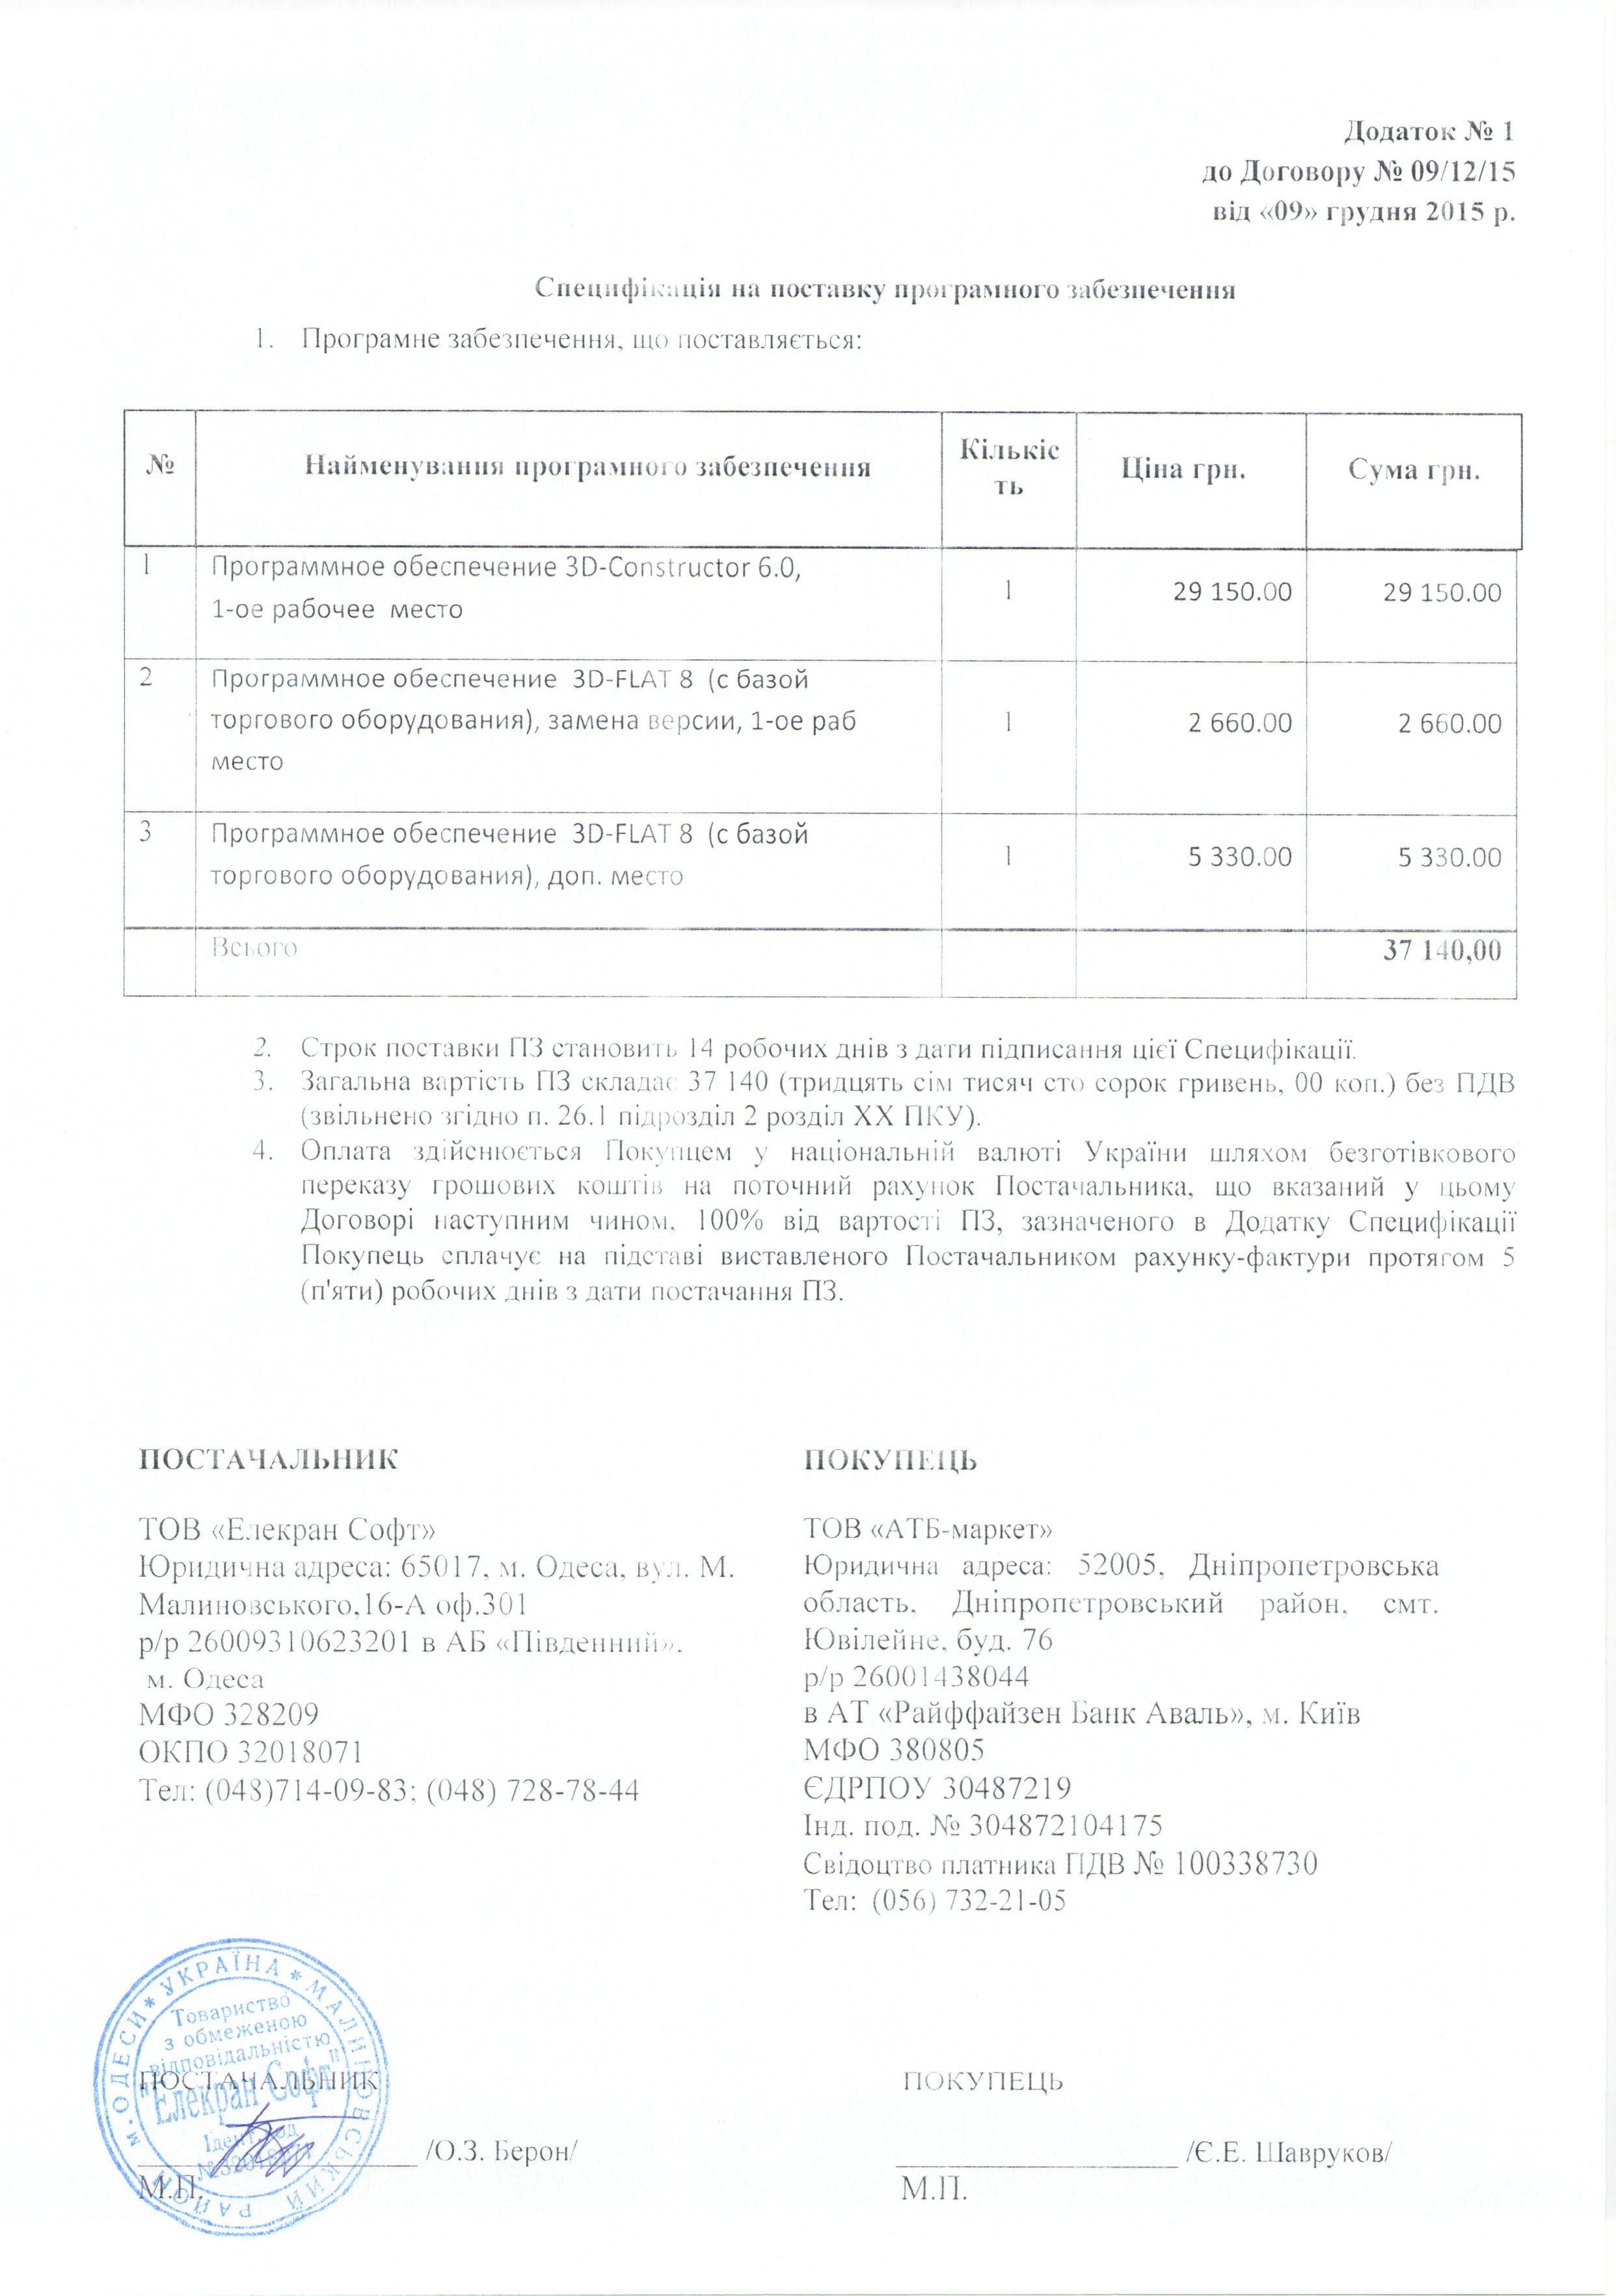 Додаток № 1
до Договору № 09/12/15
від «09» грудня 2015 р.
Специфікація на поставку програмного забезпечення
1. Програмне забезпечення, що поставляється:
№ Найменування програмного забезпечення Кількіс Ціна грн. Сума грн.
ть
1 Программное обеспечение 3D-Constructor 6.0,
1-ое рабочее место 1 29 150.00 29 150.00
2 Программное обеспечение 3D-FLAT 8 (с базой
торгового оборудования), замена версии, 1-ое раб 1 2 660.00 2 660.00
место
3 Программное обеспечение 3D-FLAT 8 (с базой
торгового оборудования), доп. место 1 5 330.00 5 330.00
Всього 37 140,00
2. Строк поставки ПЗ становить 14 робочих днів з дати підписання цієї Специфікації.
3. Загальна вартість ПЗ складає 37 140 (тридцять сім тисяч сто сорок гривень, 00 коп.) без ПДВ
(звільнено згідно п. 26.1 підрозділ 2 розділ XX ПКУ).
4. Оплата здійснюється Покупцем у національній валюті України шляхом безготівкового
переказу грошових коштів на поточний рахунок Постачальника, що вказаний у цьому
Договорі наступним чином, 100% від вартості ПЗ, зазначеного в Додатку Специфікації
Покупець сплачує на підставі виставленого Постачальником рахунку-фактури протягом 5
(п'яти) робочих днів з дати постачання ПЗ.
ПОСТАЧАЛЬНИК
ТОВ «Елекран Софт»
Юридична адреса: 65017, м. Одеса, вул. М.
Малиновського,16-А оф.301
р/р 26009310623201 в АБ «Південний»,
м. Одеса
МФО 328209
ОКПО 32018071
Тел: (048)714-09-83; (048) 728-78-44
ПОКУПЕЦЬ
ТОВ «АТБ-маркет»
Юридична адреса: 52005, Дніпропетровська
область, Дніпропетровський район, смт.
Ювілейне, буд. 76
р/р 26001438044
в АТ «Райффайзен Банк Аваль», м. Київ
МФО 380805
ЄДРПОУ 30487219
Інд. под. № 304872104175
Свідоцтво платника ПДВ № 100338730
Тел: (056) 732-21-05
м.ОДЕСИ * УКРАЇНА * МАЛИНОВСЬКИЙ РАЙОН
Товариство
з обмеженою
відповідальністю
"Елекран Софт"
Ідент. код
№ 32018071
ПОСТАЧАЛЬНИК
/О.З. Берон/
М.П.
ПОКУПЕЦЬ
/Є.Е. Шавруков/
М.П.